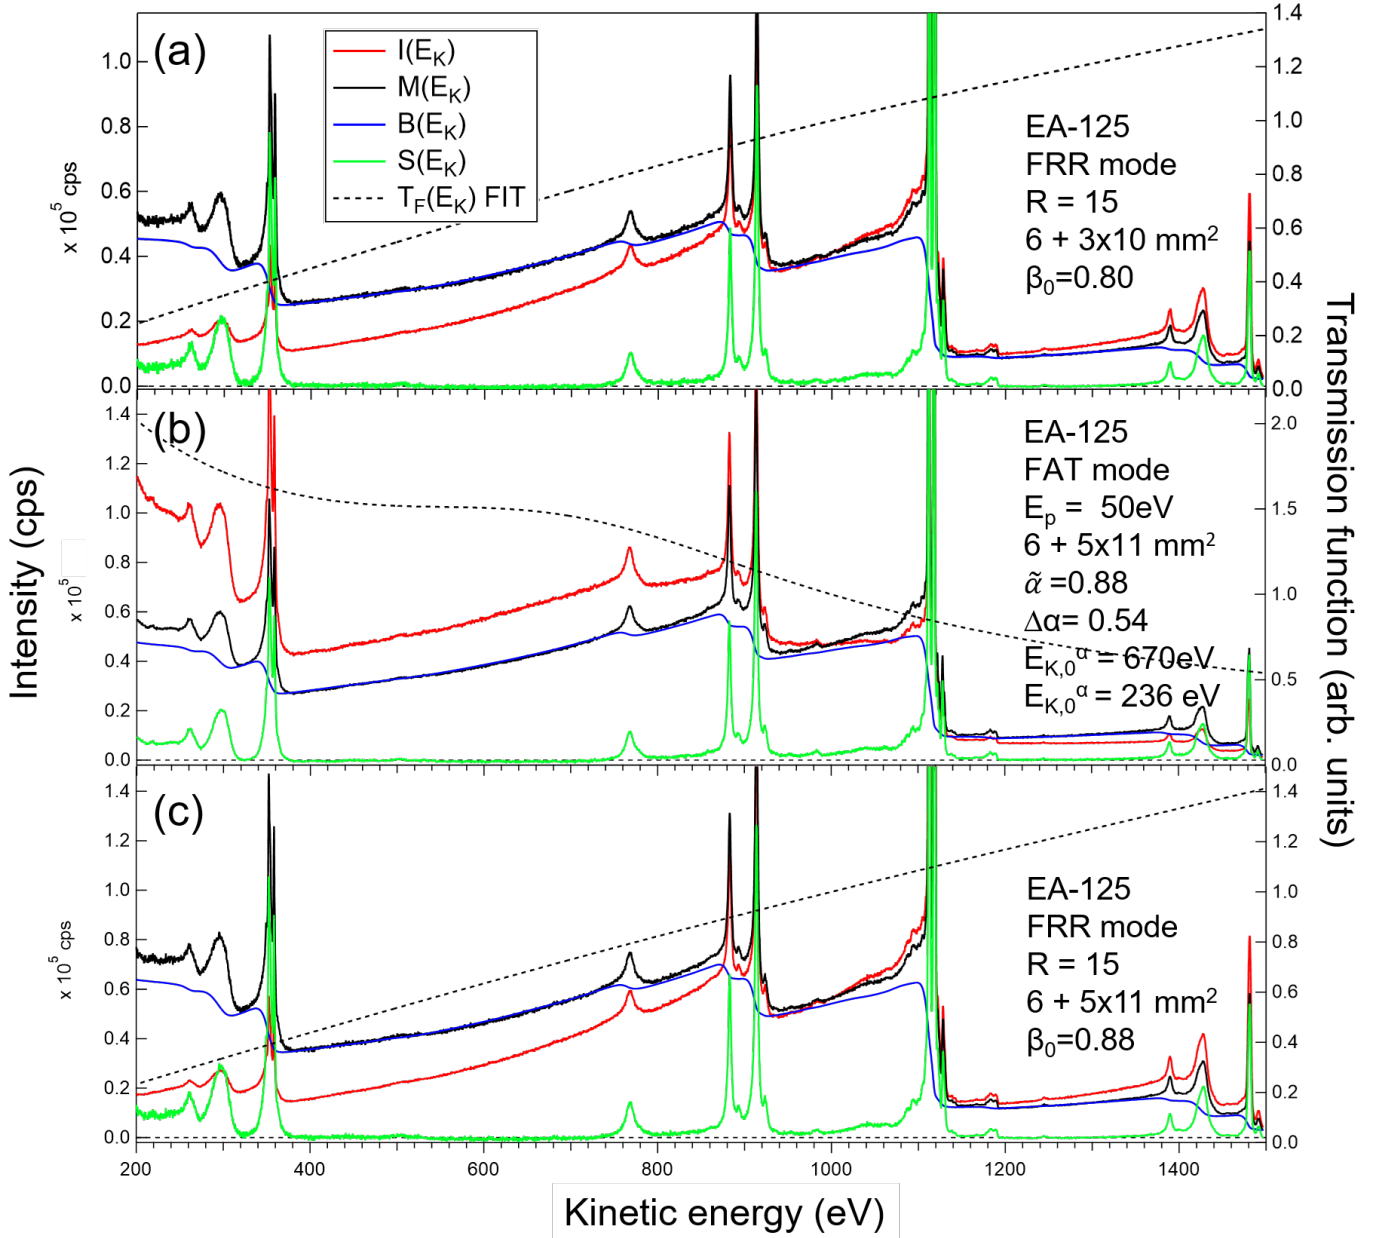 (a)
I(E_K)
M(E_K)
B(E_K)
S(E_K)
T_F(E_K) FIT
EA-125
FRR mode
R = 15
6 + 3x10 mm²
β₀=0.80
1.0
0.8
0.6
0.4
0.2
0.0
x 10⁵ cps
1.4
1.2
1.0
0.8
0.6
0.4
0.2
0.0
(b)
EA-125
FAT mode
E_p = 50eV
6 + 5x11 mm²
α̃ =0.88
Δα= 0.54
E_K,0^α = 670eV
E_K,0^α = 236 eV
1.4
1.2
1.0
0.8
0.6
0.4
0.2
0.0
x 10⁵
2.0
1.5
1.0
0.5
0.0
(c)
EA-125
FRR mode
R = 15
6 + 5x11 mm²
β₀=0.88
1.4
1.2
1.0
0.8
0.6
0.4
0.2
0.0
x 10⁵ cps
1.4
1.2
1.0
0.8
0.6
0.4
0.2
0.0
200
400
600
800
1000
1200
1400
Kinetic energy (eV)
Intensity (cps)
Transmission function (arb. units)